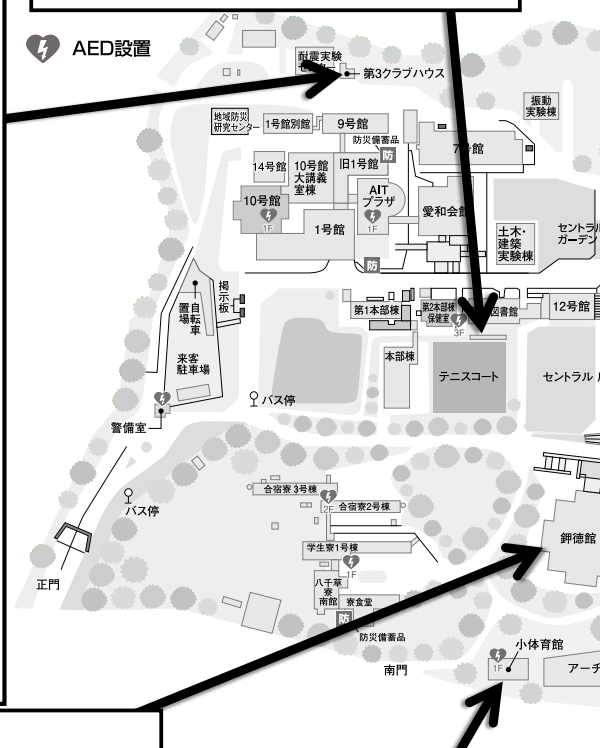 AED設置
耐震実験
センター
第3クラブハウス
振動
実験棟
地域防災
研究センター
1号館別館
9号館
防災備蓄品
防
7号館
14号館
10号館
大講義
室棟
旧1号館
10号館
1F
AIT
プラザ
1F
愛和会館
1号館
土木・
建築
実験棟
セントラル
ガーデン
防
掲示板
自転車
置場
第1本部棟
第2本部棟
保健室
3F
図書館
12号館
来客
駐車場
本部棟
テニスコート
セントラル
バス停
警備室
合宿寮3号棟
2F
合宿寮2号棟
バス停
鉀徳館
学生寮1号棟
1F
正門
八千草
寮
南館
寮食堂
防
防災備蓄品
小体育館
1F
南門
アーチ